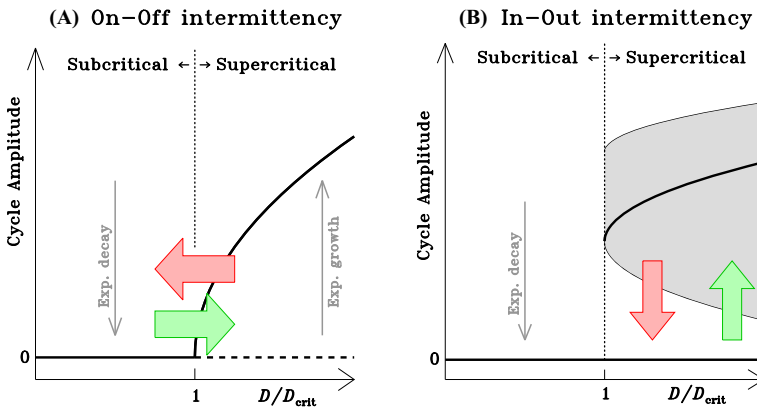 (A) On-Off intermittency
Subcritical ← → Supercritical
Cycle Amplitude
Exp. decay
Exp. growth
0
1
D/Dcrit
(B) In-Out intermittency
Subcritical ← → Supercritical
Cycle Amplitude
Exp. decay
0
1
D/Dcrit